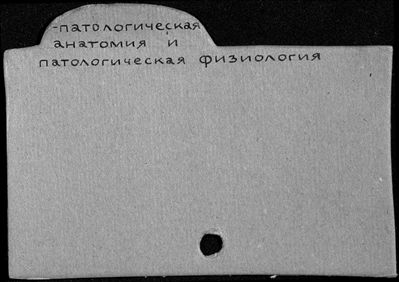 -патологическая
анатомия и
патологическая физиология